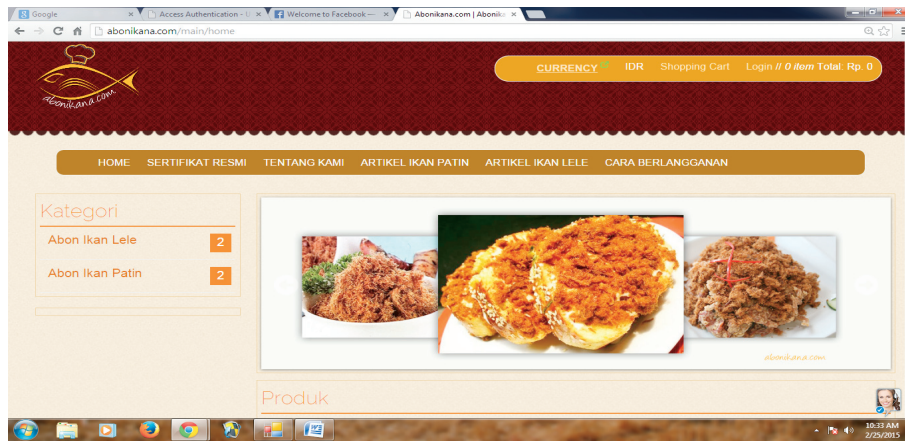 Google
Access Authentication - U
Welcome to Facebook —
Abonikana.com | Abonika
abonikana.com/main/home
abonikana.com
CURRENCY IDR Shopping Cart Login // 0 item Total: Rp. 0
HOME SERTIFIKAT RESMI TENTANG KAMI ARTIKEL IKAN PATIN ARTIKEL IKAN LELE CARA BERLANGGANAN
Kategori
Abon Ikan Lele 2
Abon Ikan Patin 2
abonikana.com
Produk
10:33 AM
2/25/2015